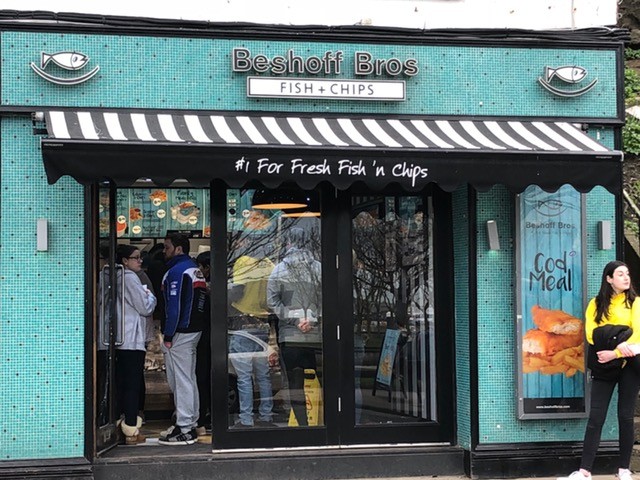 Beshoff Bros
FISH + CHIPS
#1 For Fresh Fish 'n Chips
Beshoff Bros
Cod
Meal